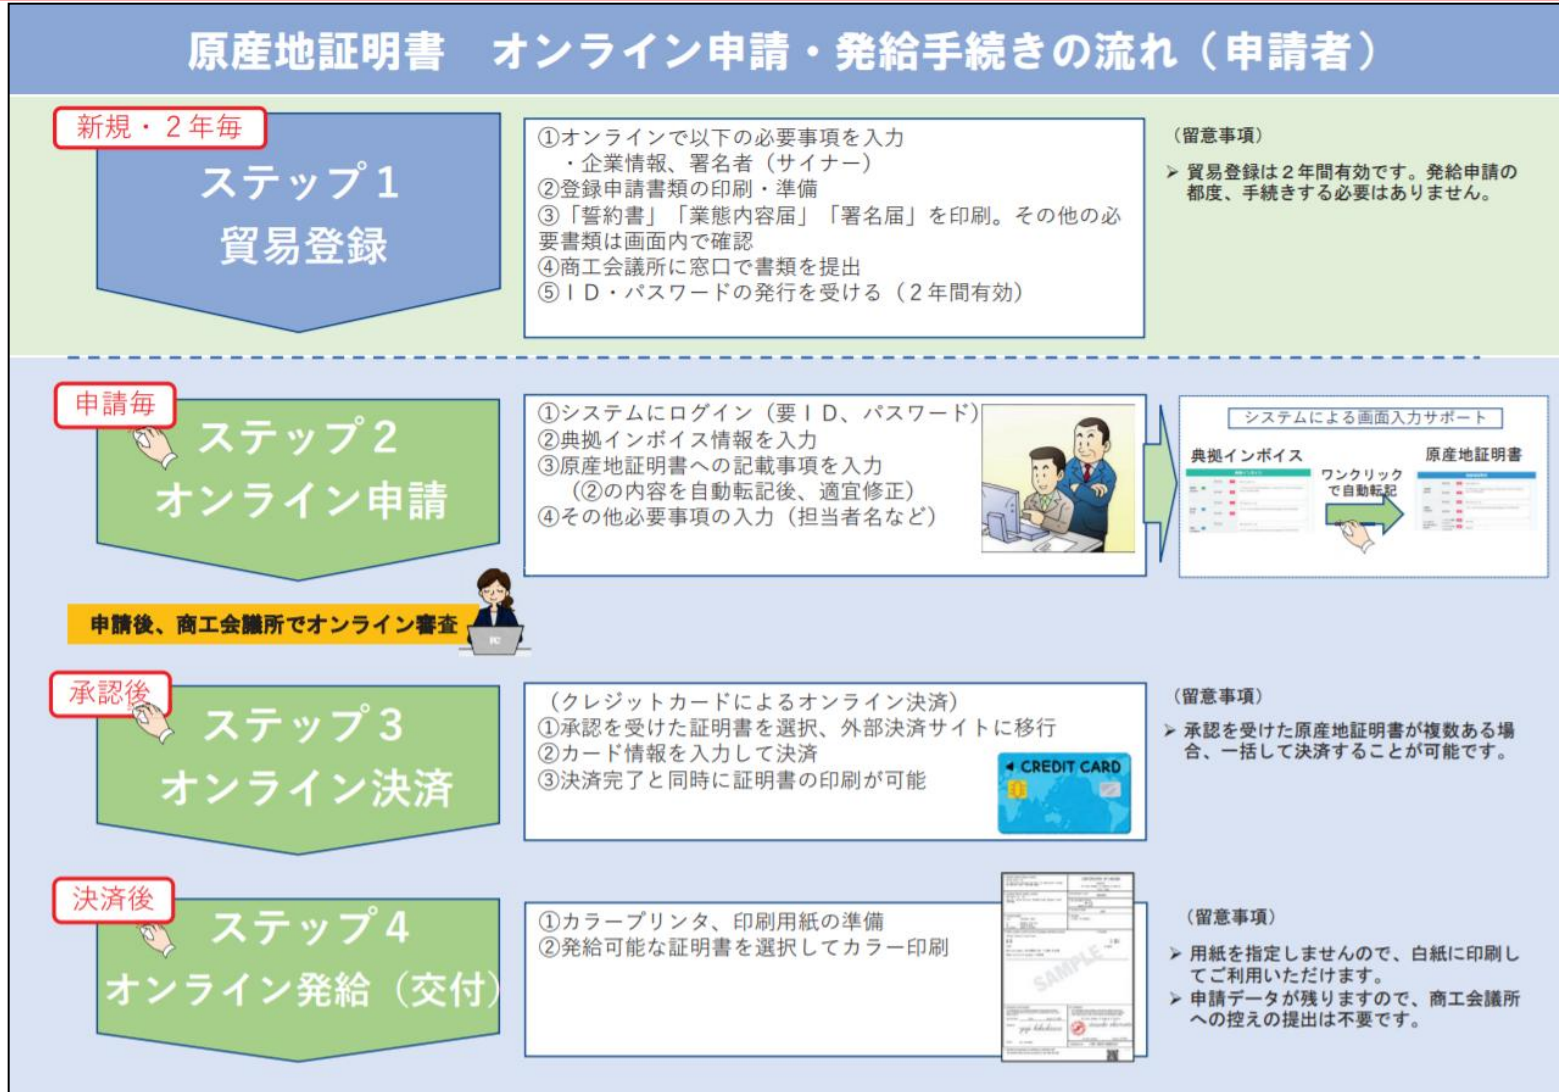 原産地証明書　オンライン申請・発給手続きの流れ（申請者）
新規・２年毎
ステップ１
貿易登録
①オンラインで以下の必要事項を入力
・企業情報、署名者（サイナー）
②登録申請書類の印刷・準備
③「誓約書」「業態内容届」「署名届」を印刷。その他の必
要書類は画面内で確認
④商工会議所に窓口で書類を提出
⑤ＩＤ・パスワードの発行を受ける（２年間有効）
（留意事項）
➢ 貿易登録は２年間有効です。発給申請の
都度、手続きする必要はありません。
申請毎
ステップ２
オンライン申請
①システムにログイン（要ＩＤ、パスワード）
②典拠インボイス情報を入力
③原産地証明書への記載事項を入力
（②の内容を自動転記後、適宜修正）
④その他必要事項の入力（担当者名など）
システムによる画面入力サポート
典拠インボイス
ワンクリック
で自動転記
原産地証明書
申請後、商工会議所でオンライン審査
PC
承認後
ステップ３
オンライン決済
（クレジットカードによるオンライン決済）
①承認を受けた証明書を選択、外部決済サイトに移行
②カード情報を入力して決済
③決済完了と同時に証明書の印刷が可能
CREDIT CARD
（留意事項）
➢ 承認を受けた原産地証明書が複数ある場
合、一括して決済することが可能です。
決済後
ステップ４
オンライン発給（交付）
①カラープリンタ、印刷用紙の準備
②発給可能な証明書を選択してカラー印刷
SAMPLE
（留意事項）
➢ 用紙を指定しませんので、白紙に印刷し
てご利用いただけます。
➢ 申請データが残りますので、商工会議所
への控えの提出は不要です。